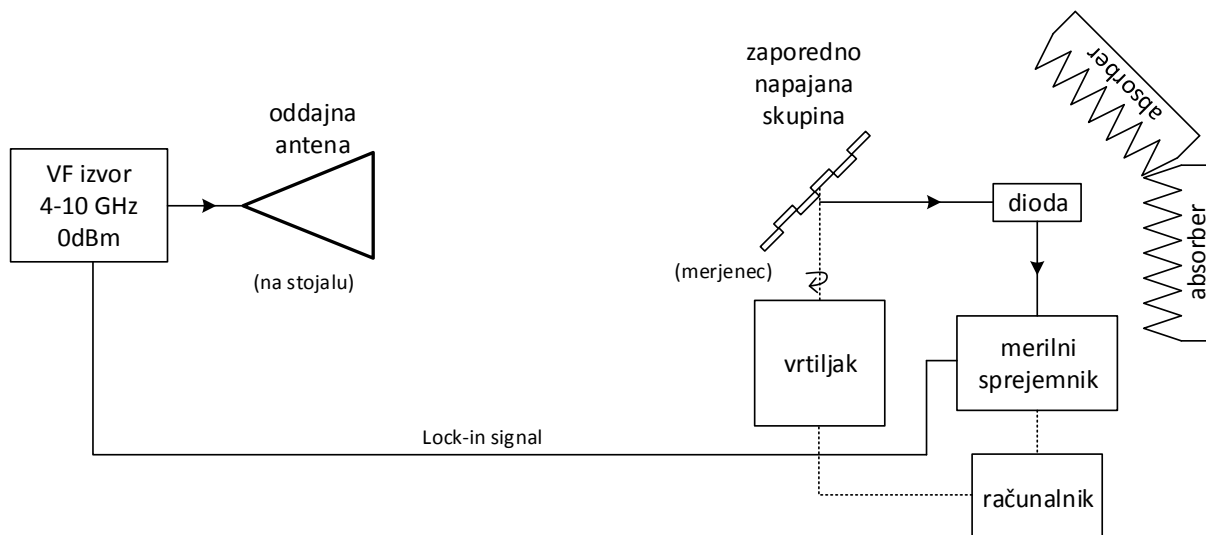 VF izvor
4-10 GHz
0dBm
oddajna
antena
(na stojalu)
zaporedno
napajana
skupina
(merjenec)
vrtiljak
dioda
merilni
sprejemnik
računalnik
Lock-in signal
absorber
absorber